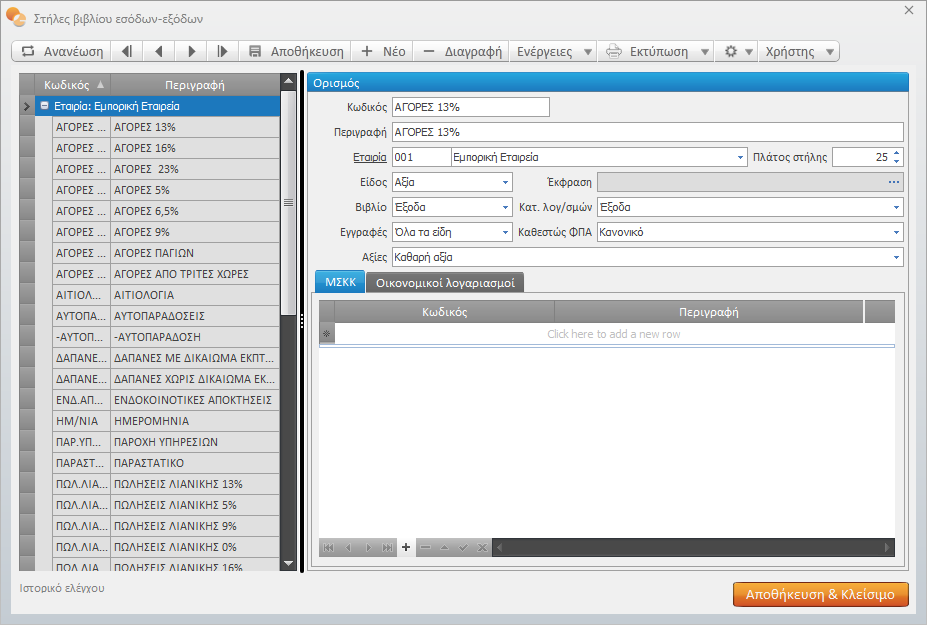 Στήλες βιβλίου εσόδων-εξόδων
Ανανέωση Αποθήκευση Νέο Διαγραφή Ενέργειες Εκτύπωση Χρήστης
Κωδικός Περιγραφή
Εταιρία: Εμπορική Εταιρεία
ΑΓΟΡΕΣ ... ΑΓΟΡΕΣ 13%
ΑΓΟΡΕΣ ... ΑΓΟΡΕΣ 16%
ΑΓΟΡΕΣ ... ΑΓΟΡΕΣ 23%
ΑΓΟΡΕΣ ... ΑΓΟΡΕΣ 5%
ΑΓΟΡΕΣ ... ΑΓΟΡΕΣ 6,5%
ΑΓΟΡΕΣ ... ΑΓΟΡΕΣ 9%
ΑΓΟΡΕΣ ... ΑΓΟΡΕΣ ΠΑΓΙΩΝ
ΑΓΟΡΕΣ ... ΑΓΟΡΕΣ ΑΠΟ ΤΡΙΤΕΣ ΧΩΡΕΣ
ΑΙΤΙΟΛ... ΑΙΤΙΟΛΟΓΙΑ
ΑΥΤΟΠΑ... ΑΥΤΟΠΑΡΑΔΟΣΕΙΣ
-ΑΥΤΟΠ... -ΑΥΤΟΠΑΡΑΔΟΣΗ
ΔΑΠΑΝΕ... ΔΑΠΑΝΕΣ ΜΕ ΔΙΚΑΙΩΜΑ ΕΚΠΤ...
ΔΑΠΑΝΕ... ΔΑΠΑΝΕΣ ΧΩΡΙΣ ΔΙΚΑΙΩΜΑ ΕΚ...
ΕΝΔ.ΑΠ... ΕΝΔΟΚΟΙΝΟΤΙΚΕΣ ΑΠΟΚΤΗΣΕΙΣ
ΗΜ/ΝΙΑ ΗΜΕΡΟΜΗΝΙΑ
ΠΑΡ.ΥΠ... ΠΑΡΟΧΗ ΥΠΗΡΕΣΙΩΝ
ΠΑΡΑΣΤ... ΠΑΡΑΣΤΑΤΙΚΟ
ΠΩΛ.ΛΙΑ... ΠΩΛΗΣΕΙΣ ΛΙΑΝΙΚΗΣ 13%
ΠΩΛ.ΛΙΑ... ΠΩΛΗΣΕΙΣ ΛΙΑΝΙΚΗΣ 5%
ΠΩΛ.ΛΙΑ... ΠΩΛΗΣΕΙΣ ΛΙΑΝΙΚΗΣ 9%
ΠΩΛ.ΛΙΑ... ΠΩΛΗΣΕΙΣ ΛΙΑΝΙΚΗΣ 0%
ΠΩΛ.ΛΙΑ... ΠΩΛΗΣΕΙΣ ΛΙΑΝΙΚΗΣ 16%
Ορισμός
Κωδικός ΑΓΟΡΕΣ 13%
Περιγραφή ΑΓΟΡΕΣ 13%
Εταιρία 001 Εμπορική Εταιρεία Πλάτος στήλης 25
Είδος Αξία Έκφραση ...
Βιβλίο Έξοδα Κατ. λογ/σμών Έξοδα
Εγγραφές Όλα τα είδη Καθεστώς ΦΠΑ Κανονικό
Αξίες Καθαρή αξία
ΜΣΚΚ Οικονομικοί λογαριασμοί
Κωδικός Περιγραφή
Click here to add a new row
Ιστορικό ελέγχου
Αποθήκευση & Κλείσιμο